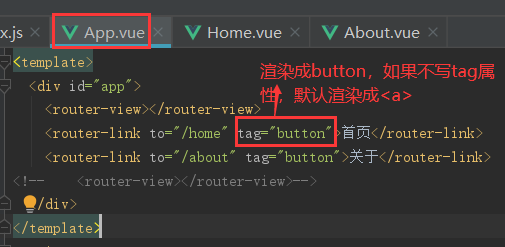 x.js App.vue Home.vue About.vue
<template>
<div id="app">
<router-view></router-view>
渲染成button，如果不写tag属
性，默认渲染成<a>
<router-link to="/home" tag="button">首页</router-link>
<router-link to="/about" tag="button">关于</router-link>
<!-- <router-view></router-view>-->
/div>
</template>